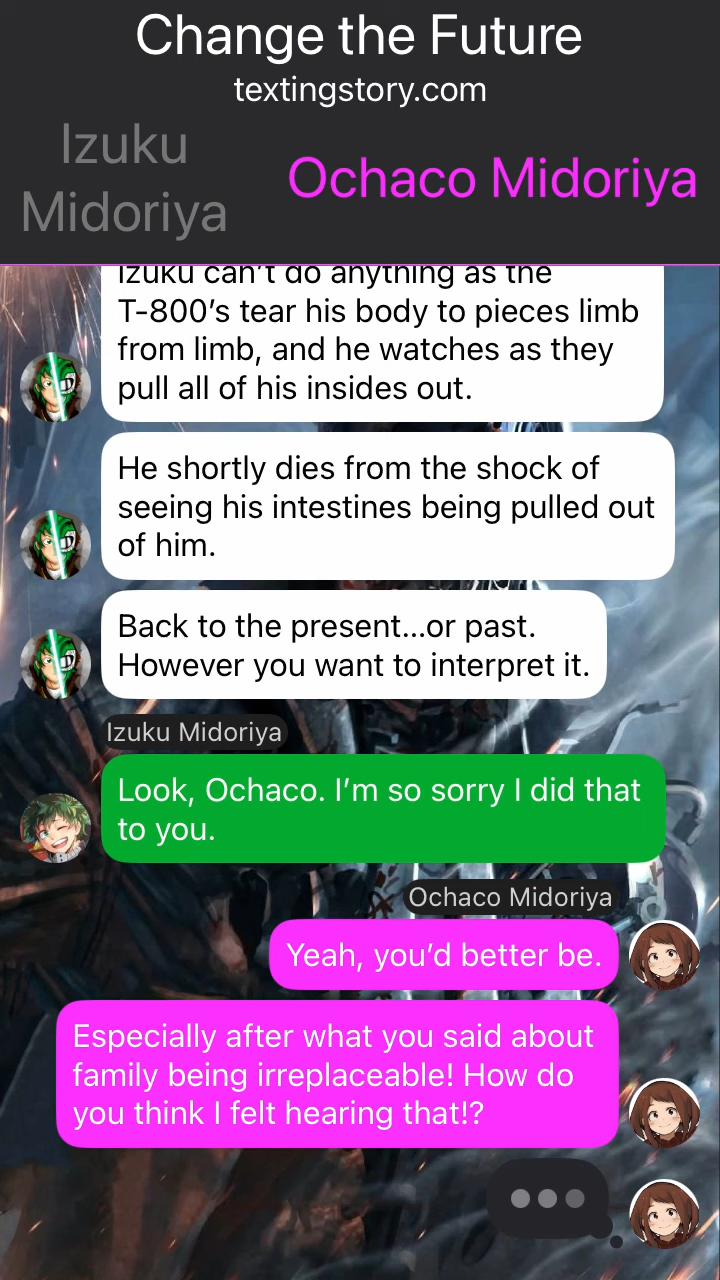 Change the Future
textingstory.com
Izuku
Midoriya
Ochaco Midoriya
Izuku can't do anything as the
T-800's tear his body to pieces limb
from limb, and he watches as they
pull all of his insides out.
He shortly dies from the shock of
seeing his intestines being pulled out
of him.
Back to the present...or past.
However you want to interpret it.
Izuku Midoriya
Look, Ochaco. I'm so sorry I did that
to you.
Ochaco Midoriya
Yeah, you'd better be.
Especially after what you said about
family being irreplaceable! How do
you think I felt hearing that!?